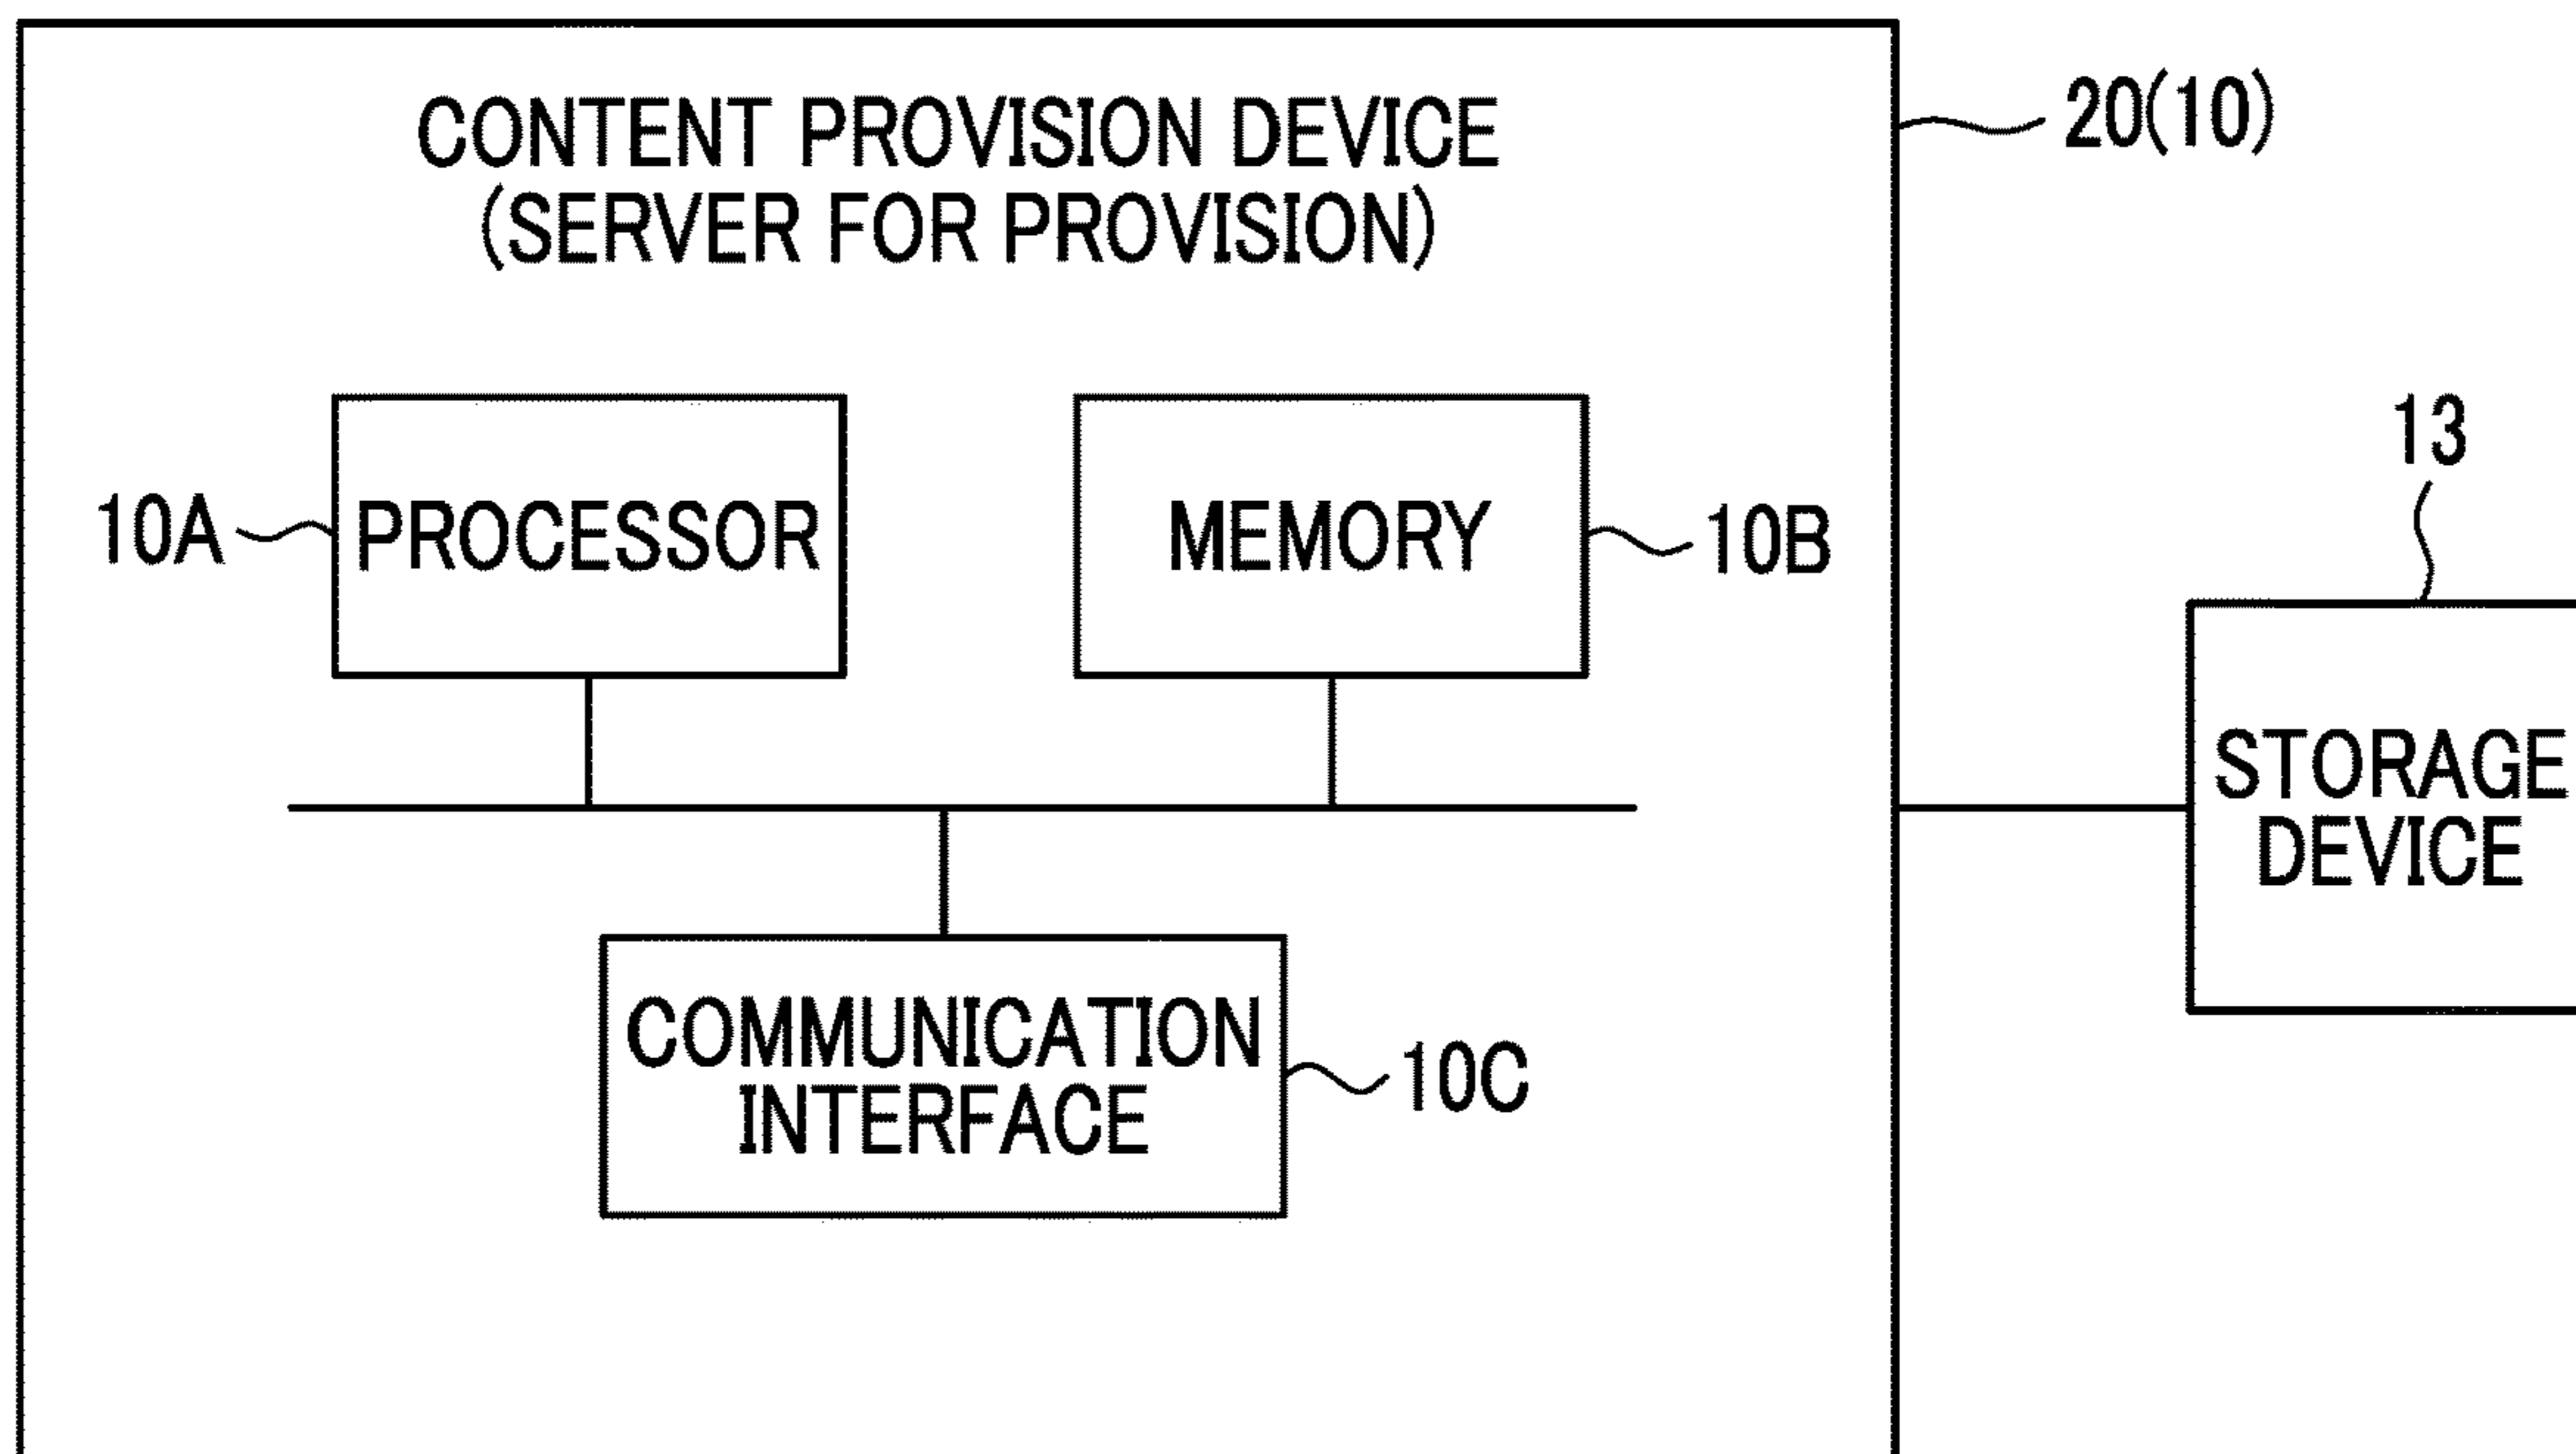 CONTENT PROVISION DEVICE
(SERVER FOR PROVISION)
20(10)
10A
PROCESSOR
MEMORY
10B
13
STORAGE
DEVICE
COMMUNICATION
INTERFACE
10C